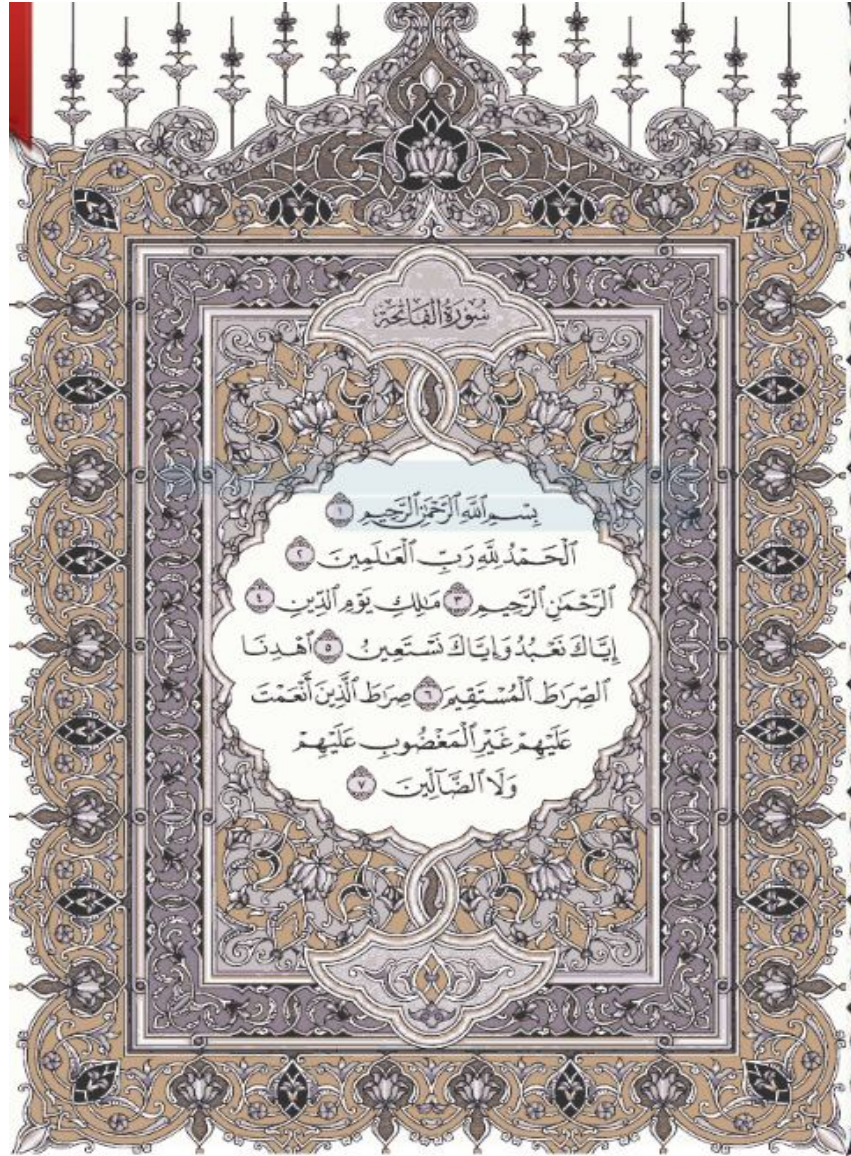 سُورَةُ الْفَاتِحَةِ
بِسْمِ ٱللَّهِ ٱلرَّحْمَٰنِ ٱلرَّحِيمِ ١
ٱلْحَمْدُ لِلَّهِ رَبِّ ٱلْعَٰلَمِينَ ٢
ٱلرَّحْمَٰنِ ٱلرَّحِيمِ ٣ مَٰلِكِ يَوْمِ ٱلدِّينِ ٤
إِيَّاكَ نَعْبُدُ وَإِيَّاكَ نَسْتَعِينُ ٥ ٱهْدِنَا
ٱلصِّرَٰطَ ٱلْمُسْتَقِيمَ ٦ صِرَٰطَ ٱلَّذِينَ أَنْعَمْتَ
عَلَيْهِمْ غَيْرِ ٱلْمَغْضُوبِ عَلَيْهِمْ
وَلَا ٱلضَّآلِّينَ ٧